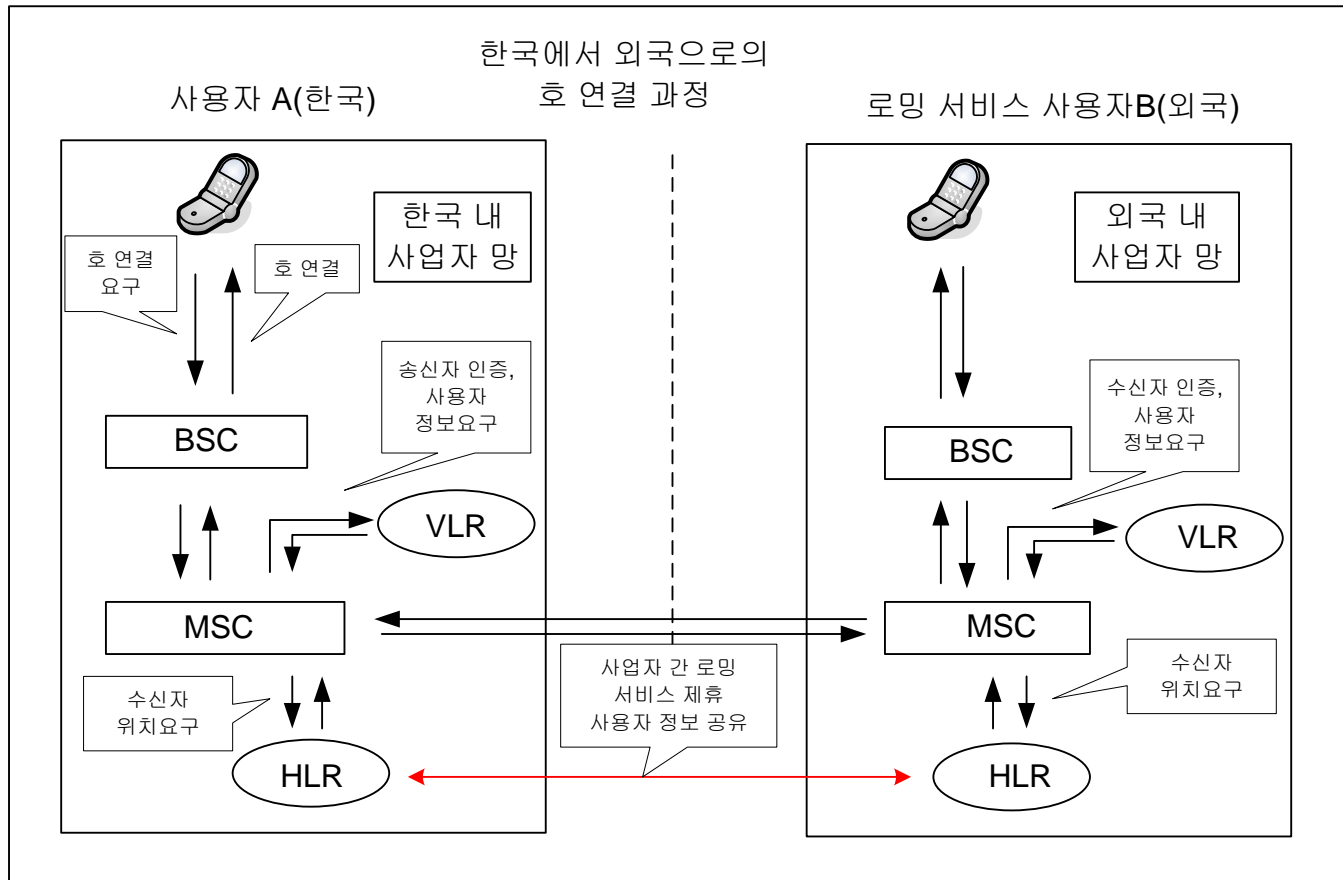 한국에서 외국으로의
호 연결 과정
사용자 A(한국)
로밍 서비스 사용자B(외국)
한국 내
사업자 망
호 연결
요구
호 연결
송신자 인증,
사용자
정보요구
BSC
VLR
MSC
수신자
위치요구
HLR
사업자 간 로밍
서비스 제휴
사용자 정보 공유
외국 내
사업자 망
수신자 인증,
사용자
정보요구
BSC
VLR
MSC
수신자
위치요구
HLR